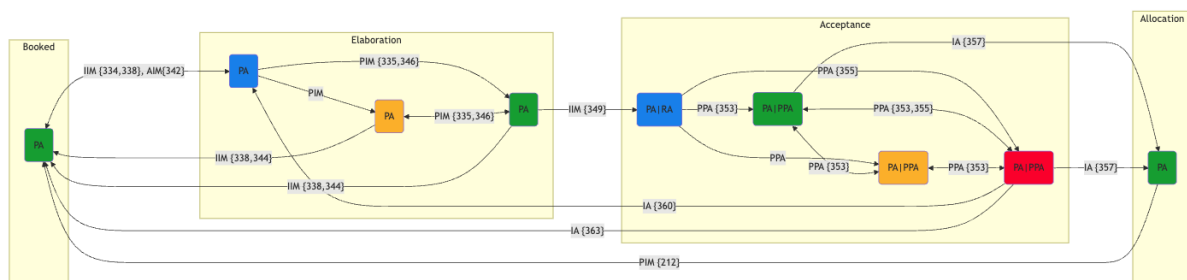 Booked
Elaboration
Acceptance
Allocation
IA {357}
PIM {335,346}
IIM {334,338}, AIM{342}
PA
PPA {355}
PIM
PA
PA
PIM {335,346}
IIM {349}
PA|RA
PPA {353}
PA|PPA
PPA {353,355}
PA
IIM {338,344}
PPA
PPA {353}
PA|PPA
PPA {353}
PA|PPA
IA {357}
PA
IIM {338,344}
IA {360}
IA {363}
PIM {212}